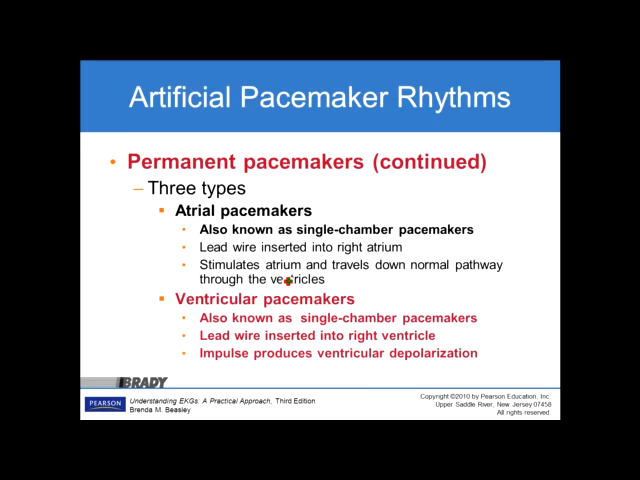 Artificial Pacemaker Rhythms
• Permanent pacemakers (continued)
– Three types
▪ Atrial pacemakers
• Also known as single-chamber pacemakers
• Lead wire inserted into right atrium
• Stimulates atrium and travels down normal pathway
through the ventricles
▪ Ventricular pacemakers
• Also known as single-chamber pacemakers
• Lead wire inserted into right ventricle
• Impulse produces ventricular depolarization
BRADY
PEARSON
Understanding EKGs: A Practical Approach, Third Edition
Brenda M. Beasley
Copyright ©2010 by Pearson Education, Inc.
Upper Saddle River, New Jersey 07458
All rights reserved.